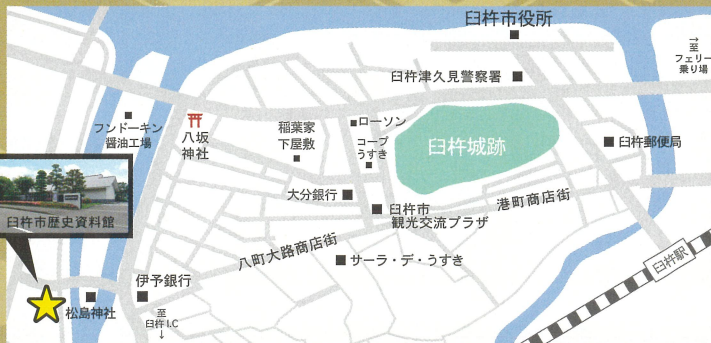 臼杵市役所
→
至
フェリー
乗り場
臼杵津久見警察署
フンドーキン
醤油工場
八坂
神社
稲葉家
下屋敷
ローソン
コープ
うすき
臼杵城跡
臼杵郵便局
臼杵市歴史資料館
大分銀行
臼杵市
観光交流プラザ
港町商店街
八町大路商店街
サーラ・デ・うすき
臼杵駅
伊予銀行
松島神社
至
臼杵I.C
↓